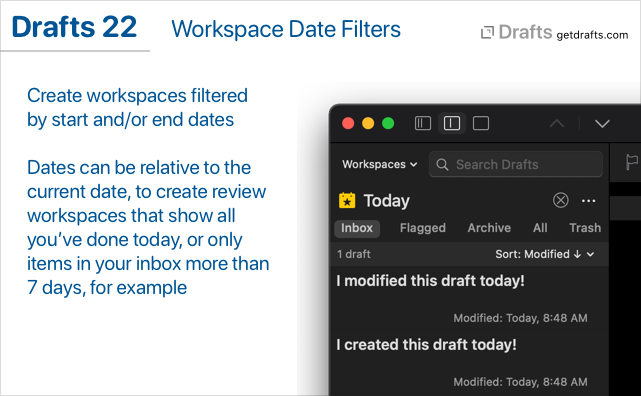 Drafts 22
Workspace Date Filters
Drafts getdrafts.com
Create workspaces filtered
by start and/or end dates
Dates can be relative to the
current date, to create review
workspaces that show all
you’ve done today, or only
items in your inbox more than
7 days, for example
Workspaces
Search Drafts
Today
Inbox Flagged Archive All Trash
1 draft Sort: Modified ↓
I modified this draft today!
Modified: Today, 8:48 AM
I created this draft today!
Modified: Today, 8:48 AM